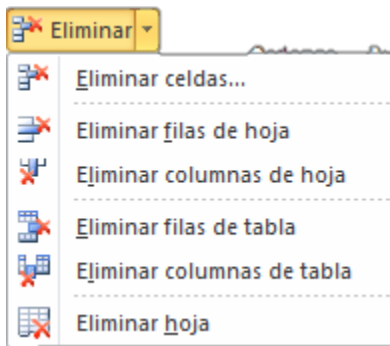 Eliminar
Eliminar celdas...
Eliminar filas de hoja
Eliminar columnas de hoja
Eliminar filas de tabla
Eliminar columnas de tabla
Eliminar hoja